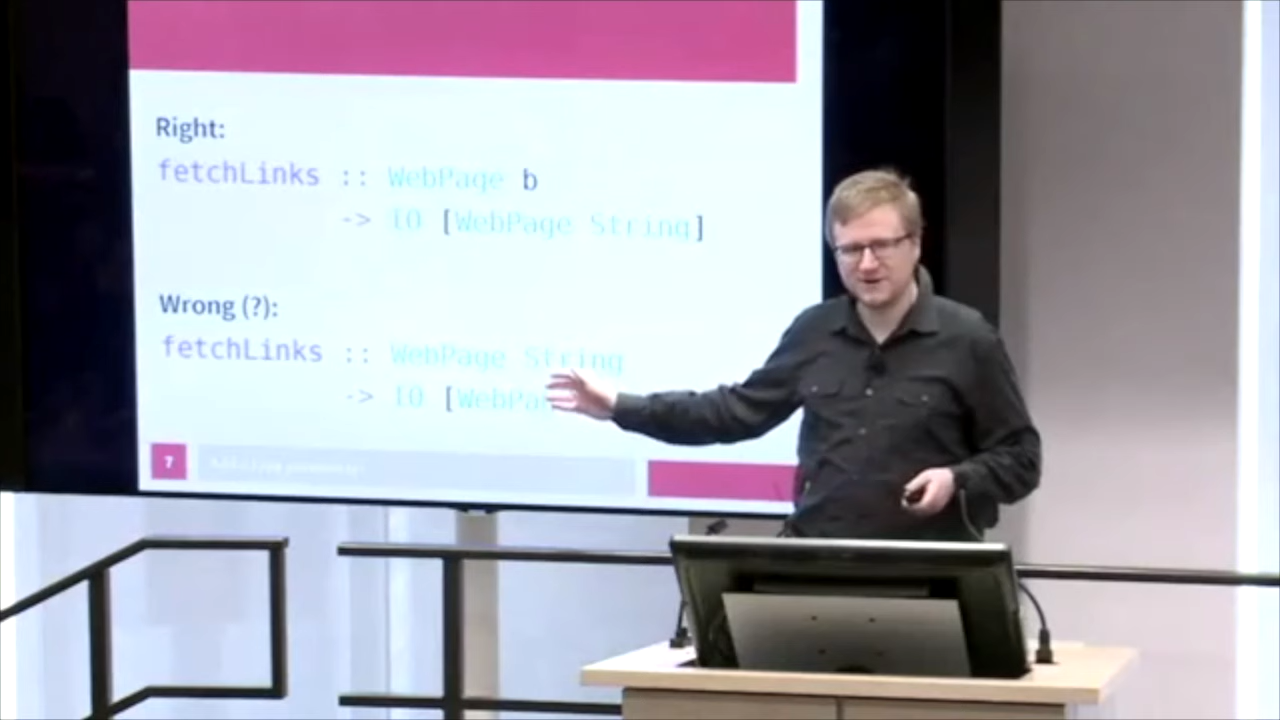 Right:
fetchLinks :: WebPage b
-> IO [WebPage String]
Wrong (?):
fetchLinks :: WebPage String
-> IO [WebPa
7